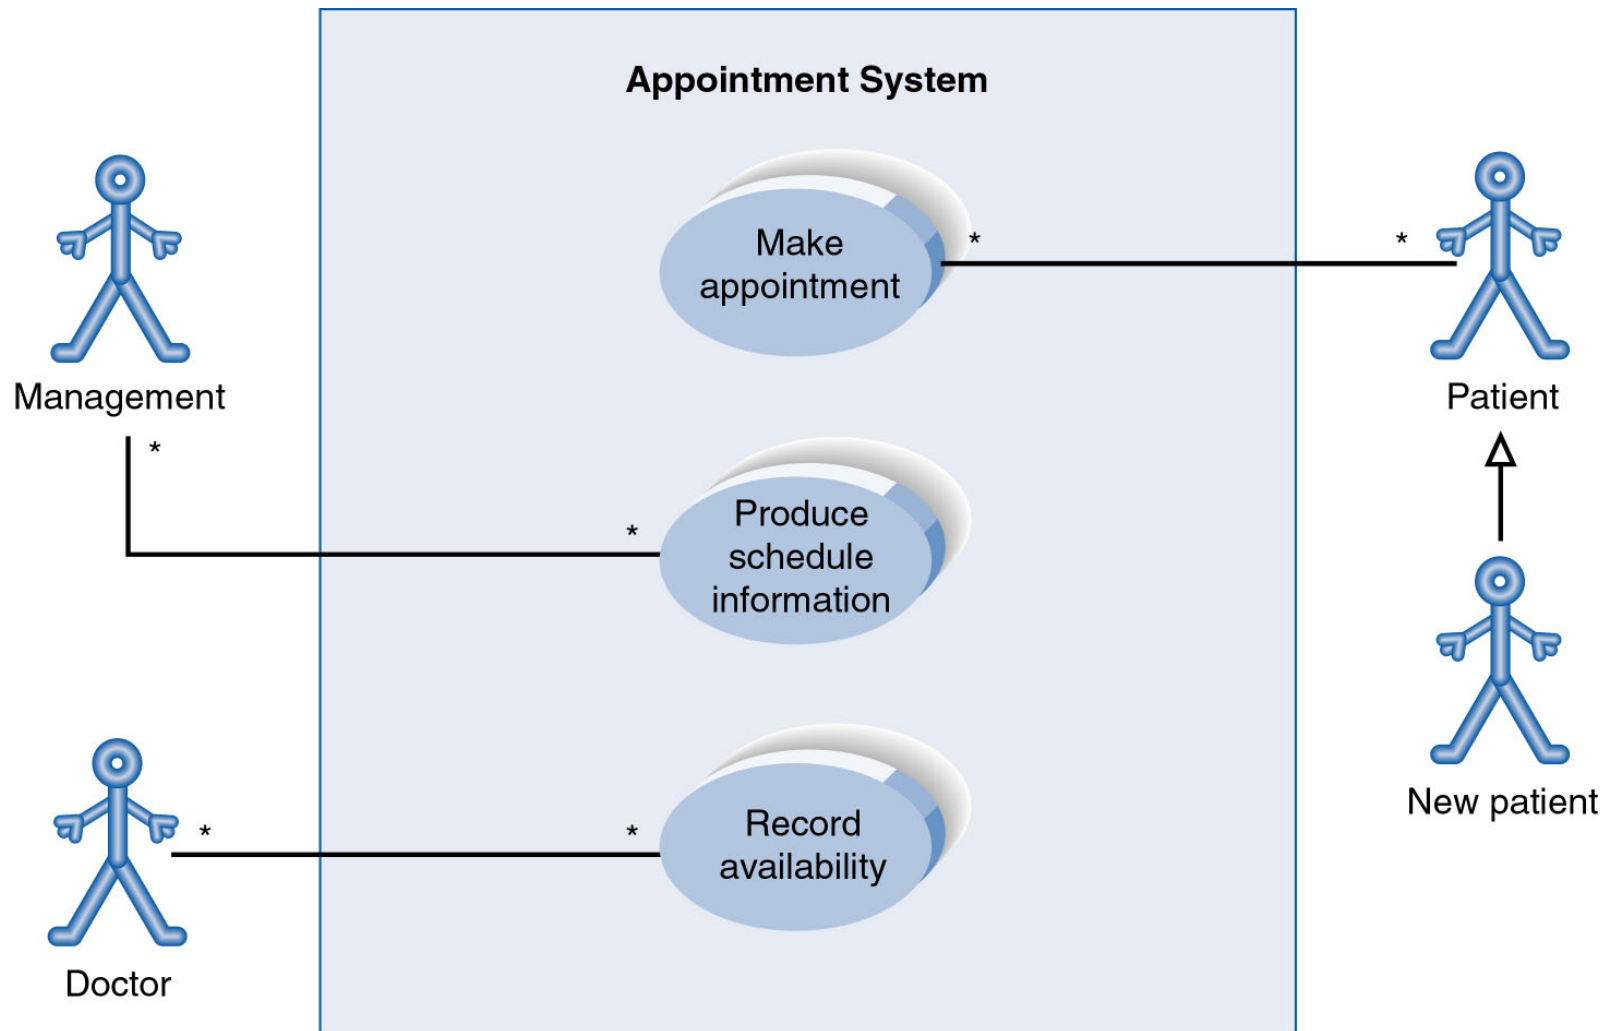 Appointment System
Make
appointment
*
*
Management
Patient
*
Produce
schedule
information
*
New patient
Record
availability
*
*
Doctor